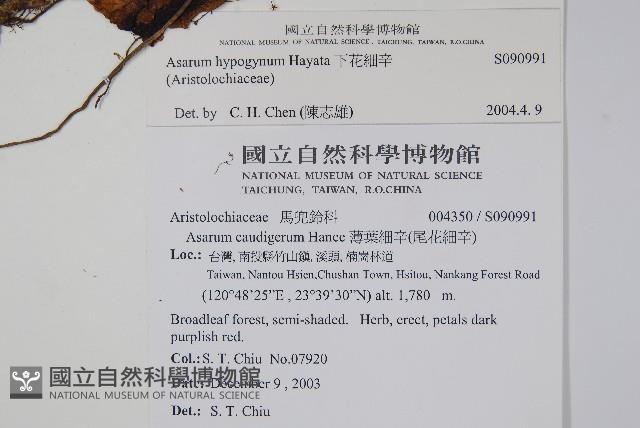 國立自然科學博物館
NATIONAL MUSEUM OF NATURAL SCIENCE , TAICHUNG, TAIWAN, R.O.CHINA
Asarum hypogynum Hayata 下花細辛 S090991
(Aristolochiaceae)
Det. by C. H. Chen (陳志雄) 2004.4. 9
國立自然科學博物館
NATIONAL MUSEUM OF NATURAL SCIENCE
TAICHUNG, TAIWAN, R.O.CHINA
Aristolochiaceae 馬兜鈴科 004350 / S090991
Asarum caudigerum Hance 薄葉細辛(尾花細辛)
Loc.: 台灣, 南投縣竹山鎮, 溪頭, 楠崗林道
Taiwan, Nantou Hsien,Chushan Town, Hsitou, Nankang Forest Road
(120°48’25”E , 23°39’30”N) alt. 1,780 m.
Broadleaf forest, semi-shaded. Herb, erect, petals dark
purplish red.
Col.: S. T. Chiu No.07920
國立自然科學博物館
Date: December 9 , 2003
NATIONAL MUSEUM OF NATURAL SCIENCE
Det.: S. T. Chiu